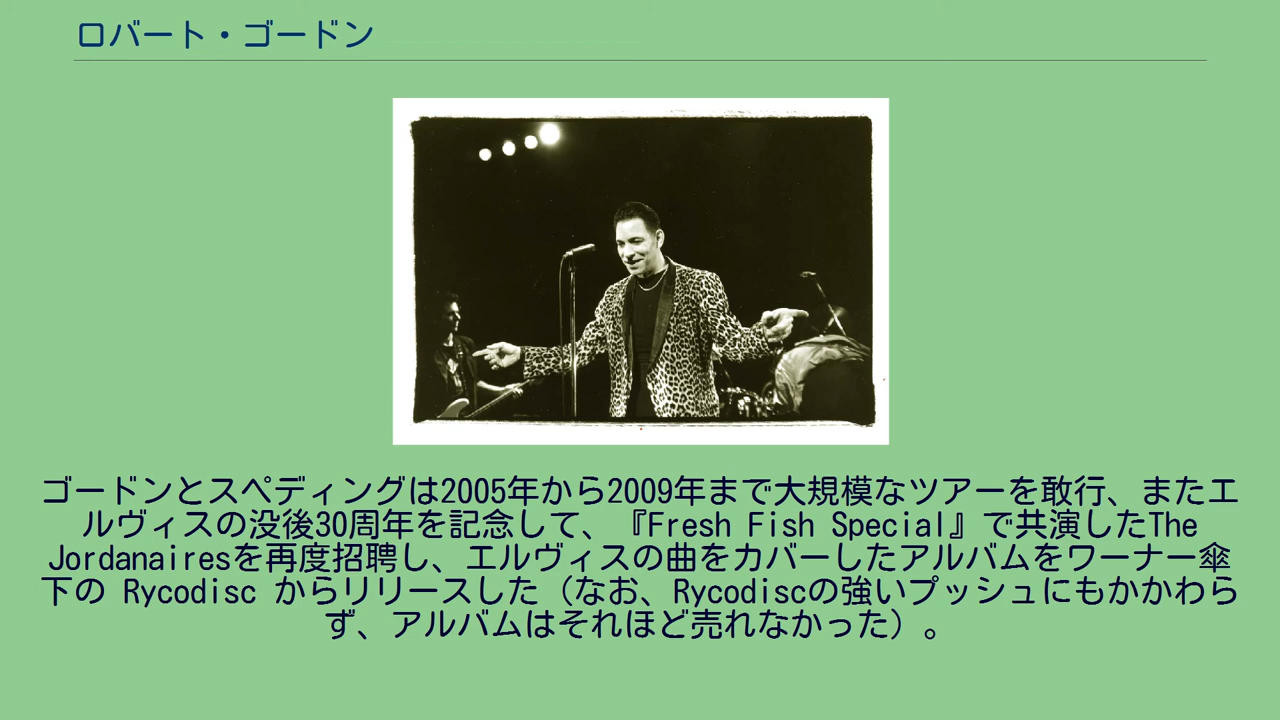 ロバート・ゴードン
ゴードンとスペディングは2005年から2009年まで大規模なツアーを敢行、またエ
ルヴィスの没後30周年を記念して、『Fresh Fish Special』で共演したThe
Jordanairesを再度招聘し、エルヴィスの曲をカバーしたアルバムをワーナー傘
下の Rycodisc からリリースした（なお、Rycodiscの強いプッシュにもかかわら
ず、アルバムはそれほど売れなかった）。